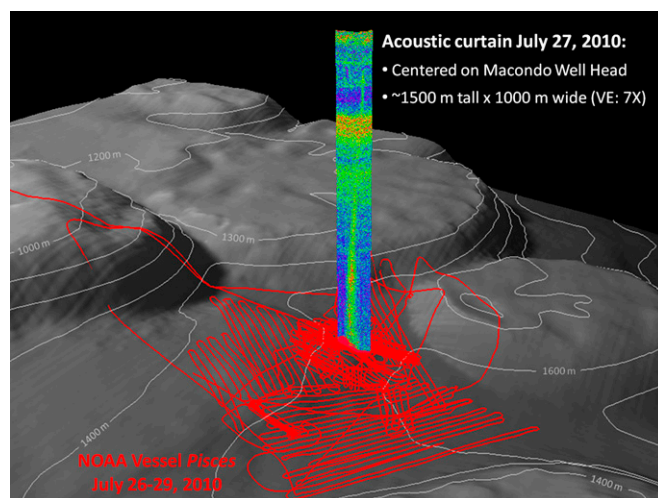 Acoustic curtain July 27, 2010:
• Centered on Macondo Well Head
• ~1500 m tall x 1000 m wide (VE: 7X)
1200 m
1000 m
1300 m
1600 m
1400 m
NOAA Vessel Pisces
July 26-29, 2010
1400 m